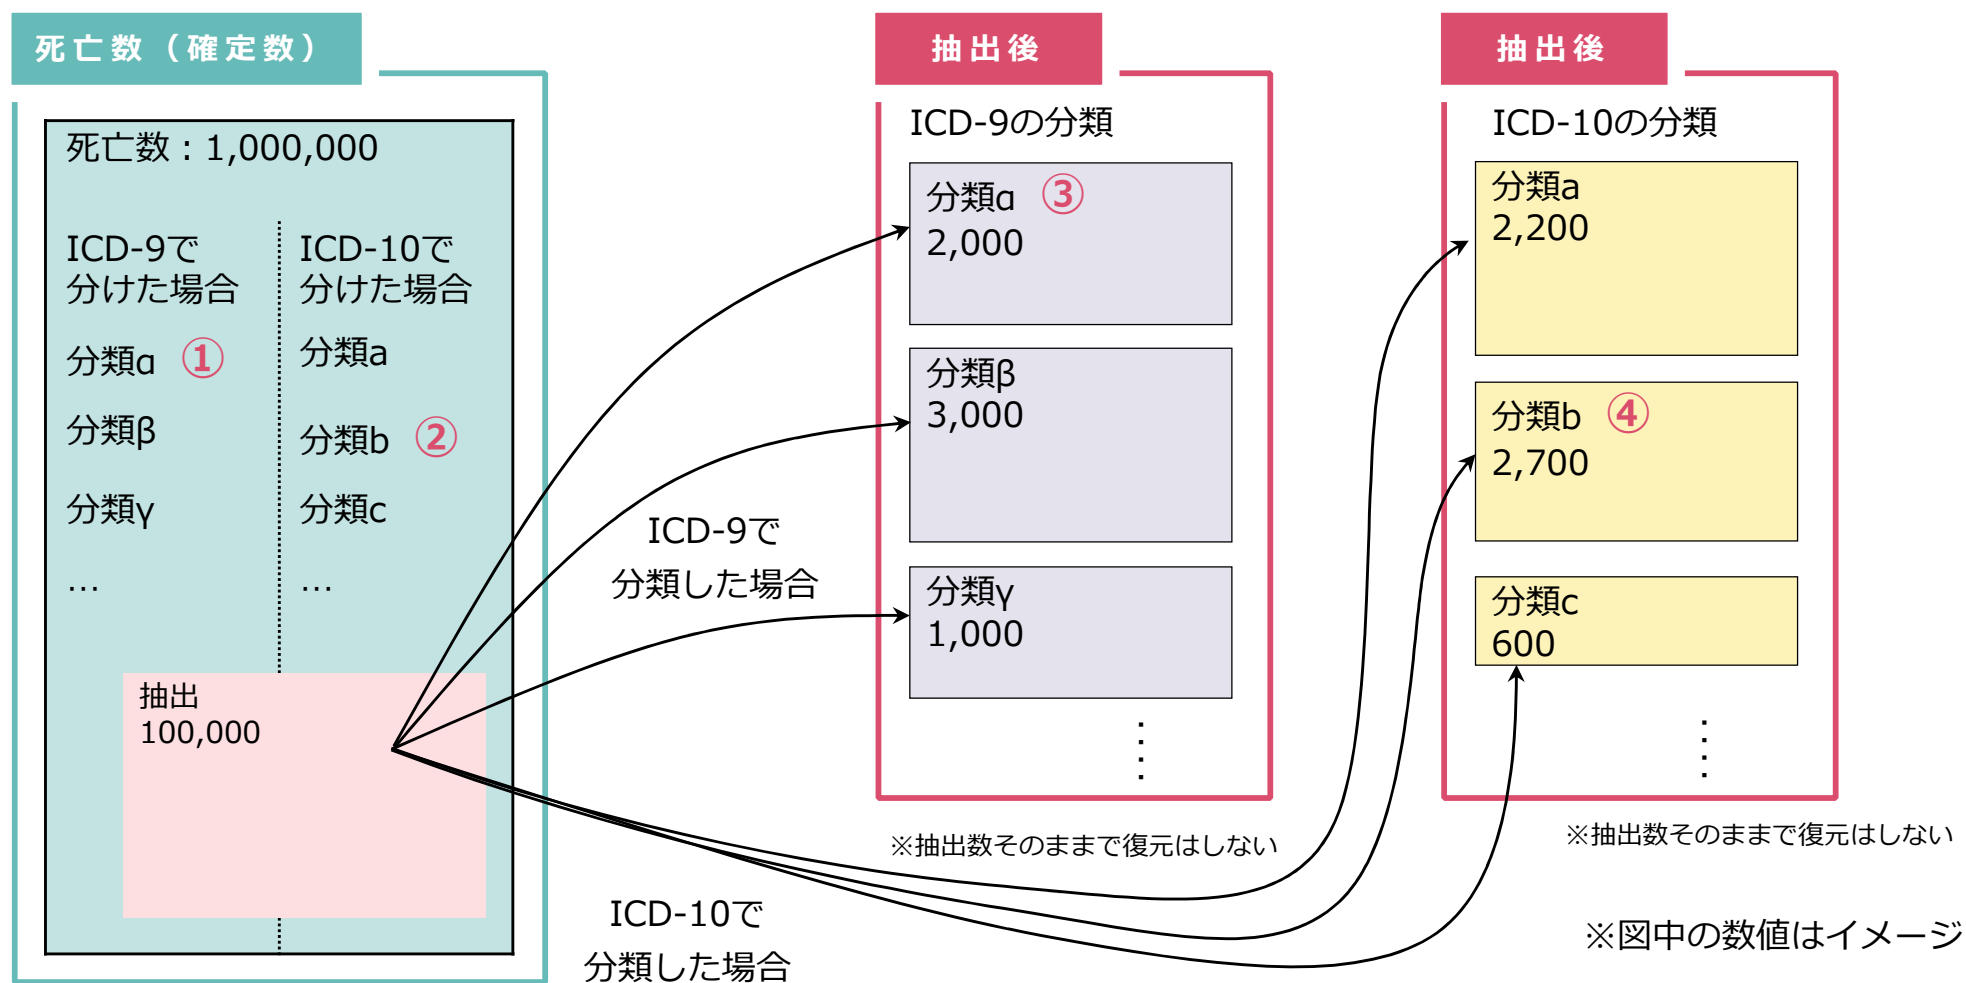 死亡数（確定数）
死亡数：1,000,000
ICD-9で
分けた場合
分類α ①
分類β
分類γ
…
ICD-10で
分けた場合
分類a
分類b ②
分類c
…
抽出
100,000
ICD-9で
分類した場合
ICD-10で
分類した場合
抽出後
ICD-9の分類
分類α ③
2,000
分類β
3,000
分類γ
1,000
⋮
※抽出数そのままで復元はしない
抽出後
ICD-10の分類
分類a
2,200
分類b ④
2,700
分類c
600
⋮
※抽出数そのままで復元はしない
※図中の数値はイメージ